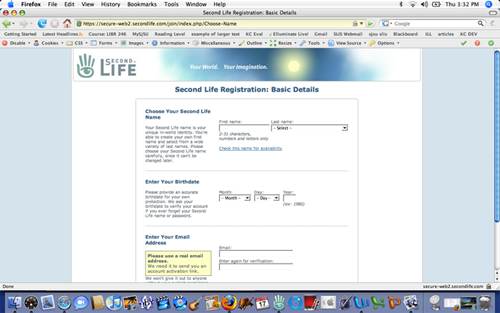 Firefox File Edit View History Bookmarks Tools Window Help
Thu 3:32 PM
Second Life Registration: Basic Details
https://secure-web2.secondlife.com/join/index.php?Choose-Name
Getting Started Latest Headlines Course LIBR 246 MySJSU Reading Level Easy to read example of larger text KC Eval Illuminate Live! Gmail SLIS Webmail sjsu slis Blackboard ISL articles KC DEV
Disable Cookies CSS Forms Images Information Miscellaneous Outline Resize Tools View Source Options
SECOND LIFE
Your World. Your Imagination.
Second Life Registration: Basic Details
Choose Your Second Life
Name
Your Second Life name is your
unique in-world identity. You're
able to create your own First
name and select from a wide
variety of last names. Please
choose your Second Life name
carefully, since it can't be
changed later.
First name:
Last name:
- Select -
2-31 characters,
numbers and letters only
Check this name for availability
Enter Your Birthdate
Please provide an accurate
birthdate for your own
protection. We ask your
birthdate to verify your account
if you ever forget your Second
Life name or password.
Month:
Day:
Year:
- Month -
- Day -
(ex: 1980)
Enter Your Email
Address
Please use a real email
address.
We need it to send you an
account activation link.
We won't give it out to anyone
Email:
Enter again for verification:
Done
secure-web2.secondlife.com
17